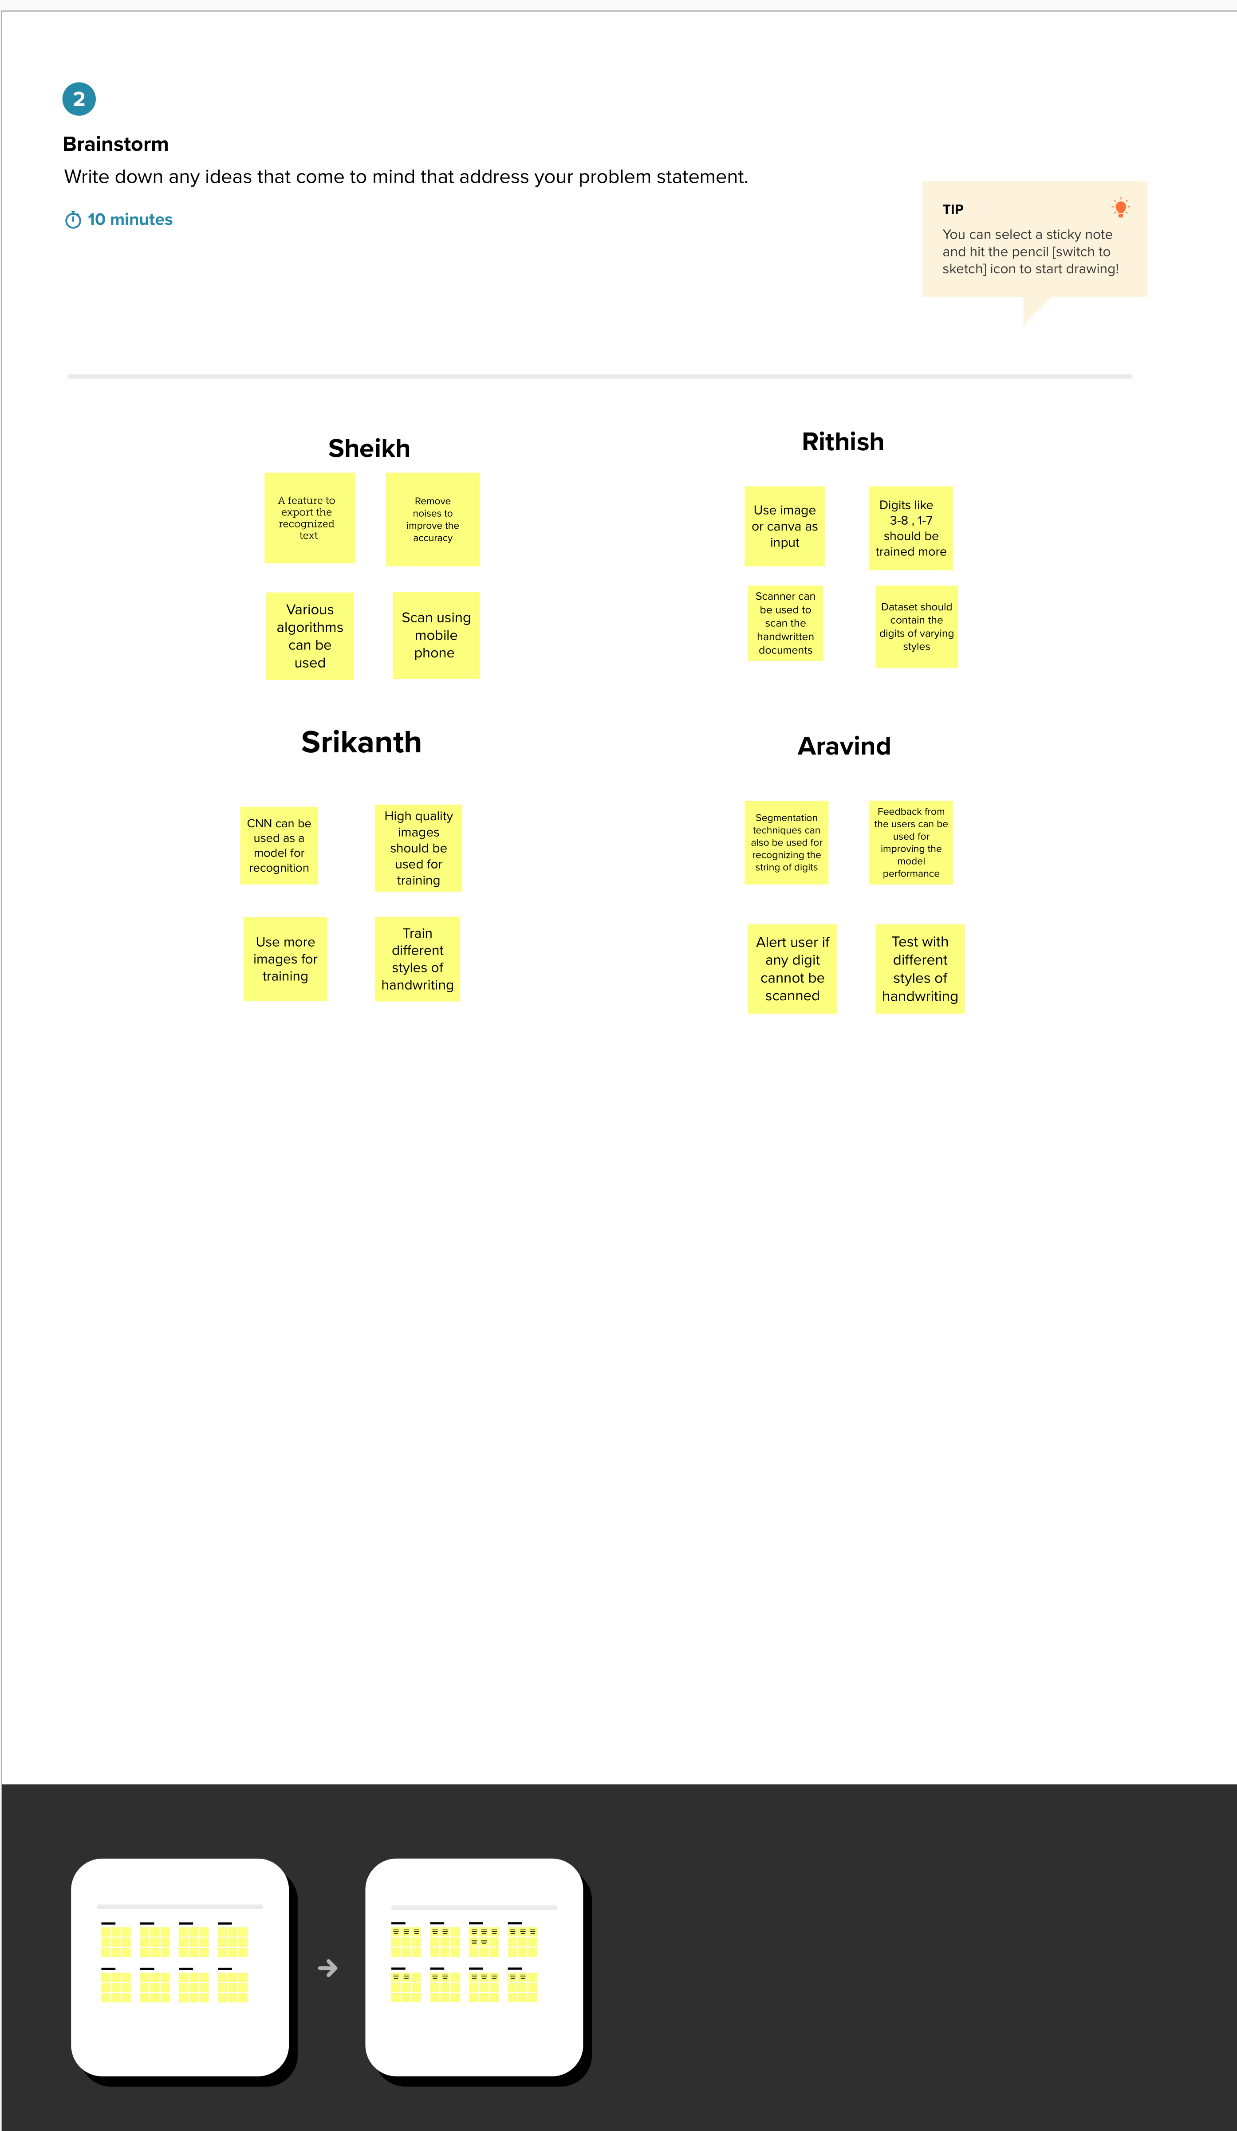 2
Brainstorm
Write down any ideas that come to mind that address your problem statement.
10 minutes
TIP
You can select a sticky note
and hit the pencil [switch to
sketch] icon to start drawing!
Sheikh
A feature to
export the
recognized
text
Remove
noises to
improve the
accuracy
Various
algorithms
can be
used
Scan using
mobile
phone
Rithish
Use image
or canva as
input
Digits like
3-8 , 1-7
should be
trained more
Scanner can
be used to
scan the
handwritten
documents
Dataset should
contain the
digits of varying
styles
Srikanth
CNN can be
used as a
model for
recognition
High quality
images
should be
used for
training
Use more
images for
training
Train
different
styles of
handwriting
Aravind
Segmentation
techniques can
also be used for
recognizing the
string of digits
Feedback from
the users can be
used for
improving the
model
performance
Alert user if
any digit
cannot be
scanned
Test with
different
styles of
handwriting